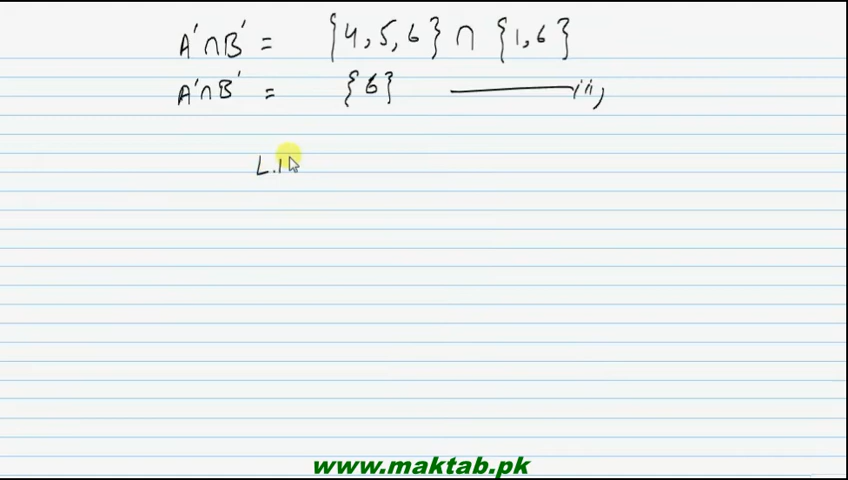 A′∩B′ = {4,5,6} ∩ {1,6}
A′∩B′ = {6} ——— ii,
L.
www.maktab.pk